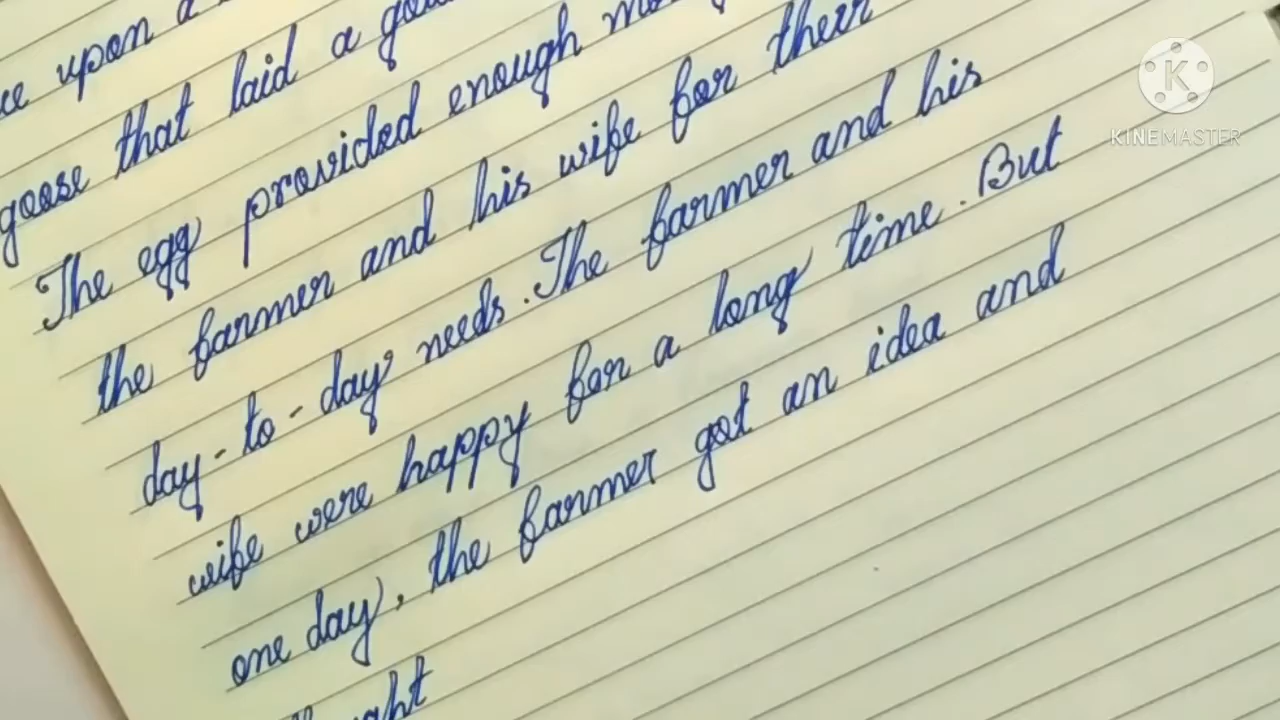 upon a
goose that laid a
The egg provided enough
the farmer and his wife for their
day-to-day needs. The farmer and his
wife were happy for a long time. But
one day, the farmer got an idea and
KINEMASTER